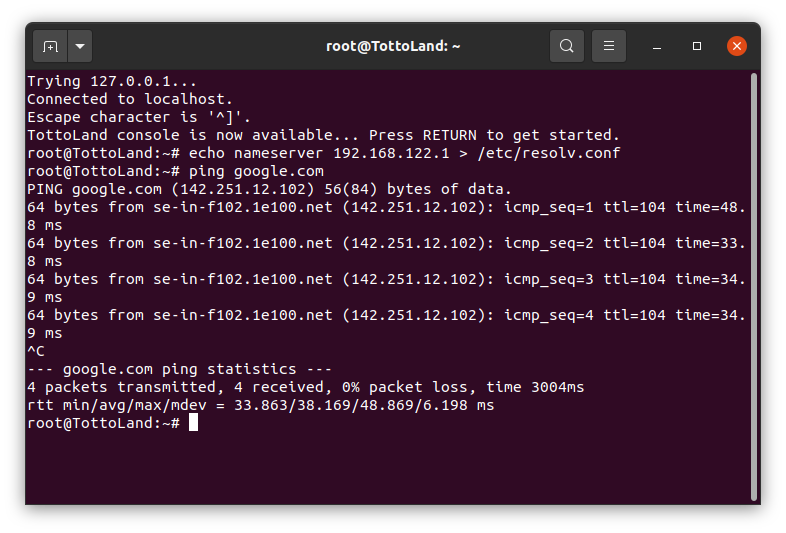 root@TottoLand: ~
Trying 127.0.0.1...
Connected to localhost.
Escape character is '^]'.
TottoLand console is now available... Press RETURN to get started.
root@TottoLand:~# echo nameserver 192.168.122.1 > /etc/resolv.conf
root@TottoLand:~# ping google.com
PING google.com (142.251.12.102) 56(84) bytes of data.
64 bytes from se-in-f102.1e100.net (142.251.12.102): icmp_seq=1 ttl=104 time=48.
8 ms
64 bytes from se-in-f102.1e100.net (142.251.12.102): icmp_seq=2 ttl=104 time=33.
8 ms
64 bytes from se-in-f102.1e100.net (142.251.12.102): icmp_seq=3 ttl=104 time=34.
9 ms
64 bytes from se-in-f102.1e100.net (142.251.12.102): icmp_seq=4 ttl=104 time=34.
9 ms
^C
--- google.com ping statistics ---
4 packets transmitted, 4 received, 0% packet loss, time 3004ms
rtt min/avg/max/mdev = 33.863/38.169/48.869/6.198 ms
root@TottoLand:~#